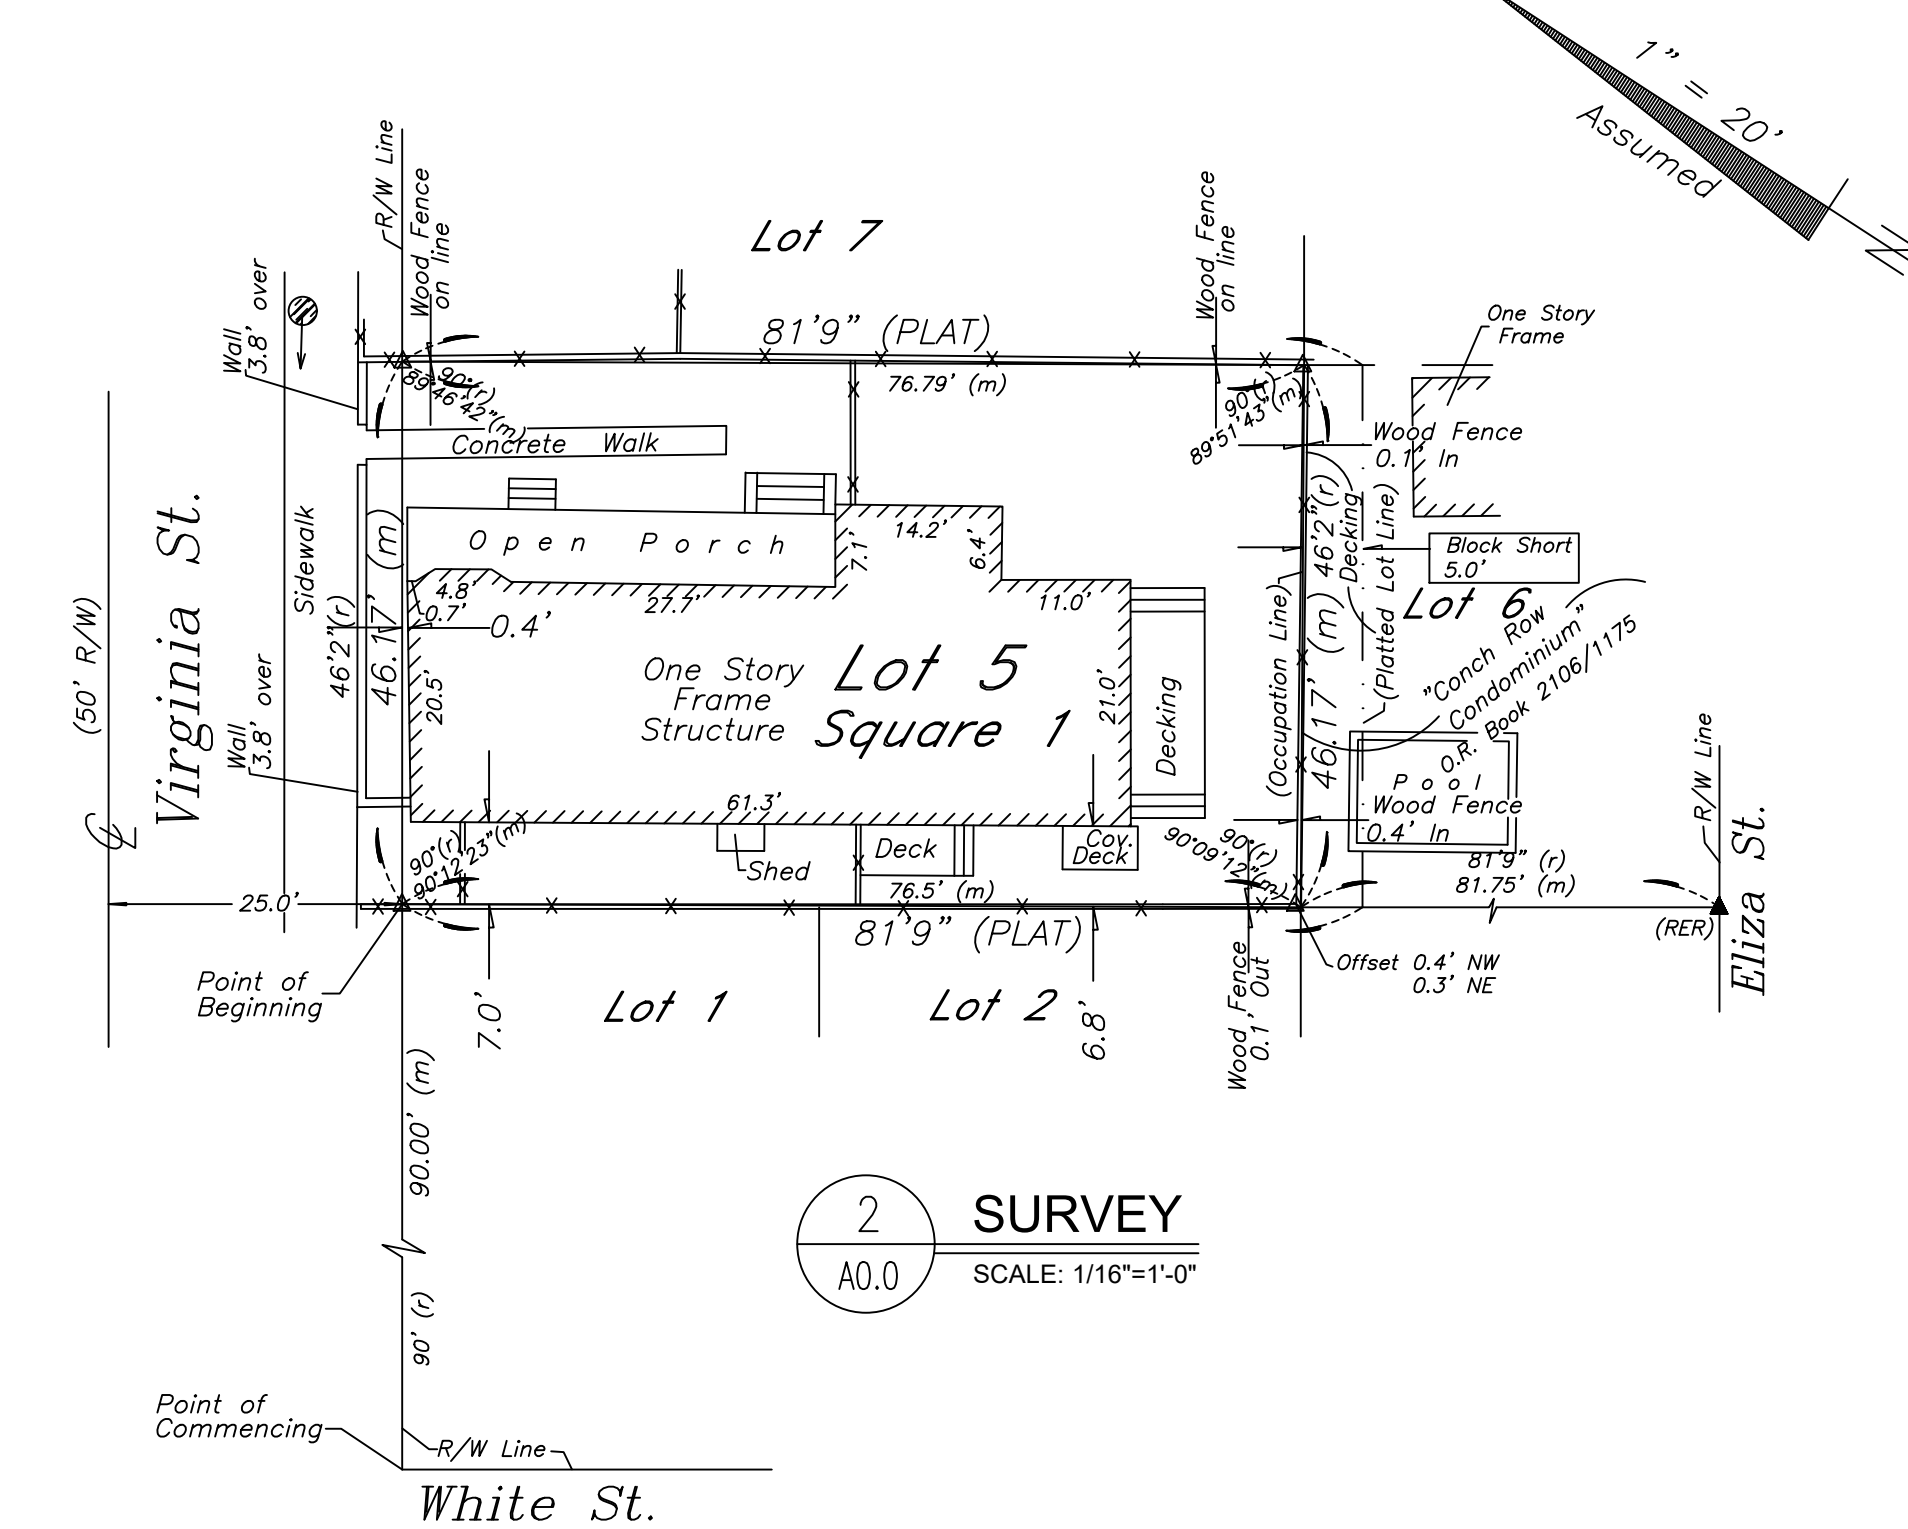 1" = 20'
Assumed
N
R/W Line
Wood Fence
on line
Lot 7
Wood Fence
on line
Wall
3.8' over
81'9" (PLAT)
76.79' (m)
90°(r)
89°46'42"(m)
90°(r)
89°51'43"(m)
One Story
Frame
Wood Fence
0.1' In
Concrete Walk
Open Porch
14.2'
7.1'
6.4'
4.8'
0.7'
27.7'
11.0'
0.4'
Sidewalk
46'2"(r)
46.17' (m)
20.5'
Virginia St.
(50' R/W)
Wall
3.8' over
One Story
Frame
Structure
Lot 5
Square 1
21.0'
Decking
(Occupation Line)
46'2"(r)
46.17' (m)
Decking
(Platted Lot Line)
Block Short
5.0'
Lot 6
"Conch Row
Condominium"
O.R. Book 2106/1175
Pool
Wood Fence
0.4' In
R/W Line
Eliza St.
61.3'
Shed
Deck
Cov.
Deck
90°(r)
90°12'23"(m)
90°(r)
90°09'12"(m)
76.5' (m)
81'9" (PLAT)
81'9" (r)
81.75' (m)
(RER)
℄
25.0'
Point of
Beginning
Offset 0.4' NW
0.3' NE
7.0'
Lot 1
Lot 2
6.8'
Wood Fence
0.1' Out
90.00' (m)
90' (r)
2
A0.0
SURVEY
SCALE: 1/16"=1'-0"
Point of
Commencing
R/W Line
White St.